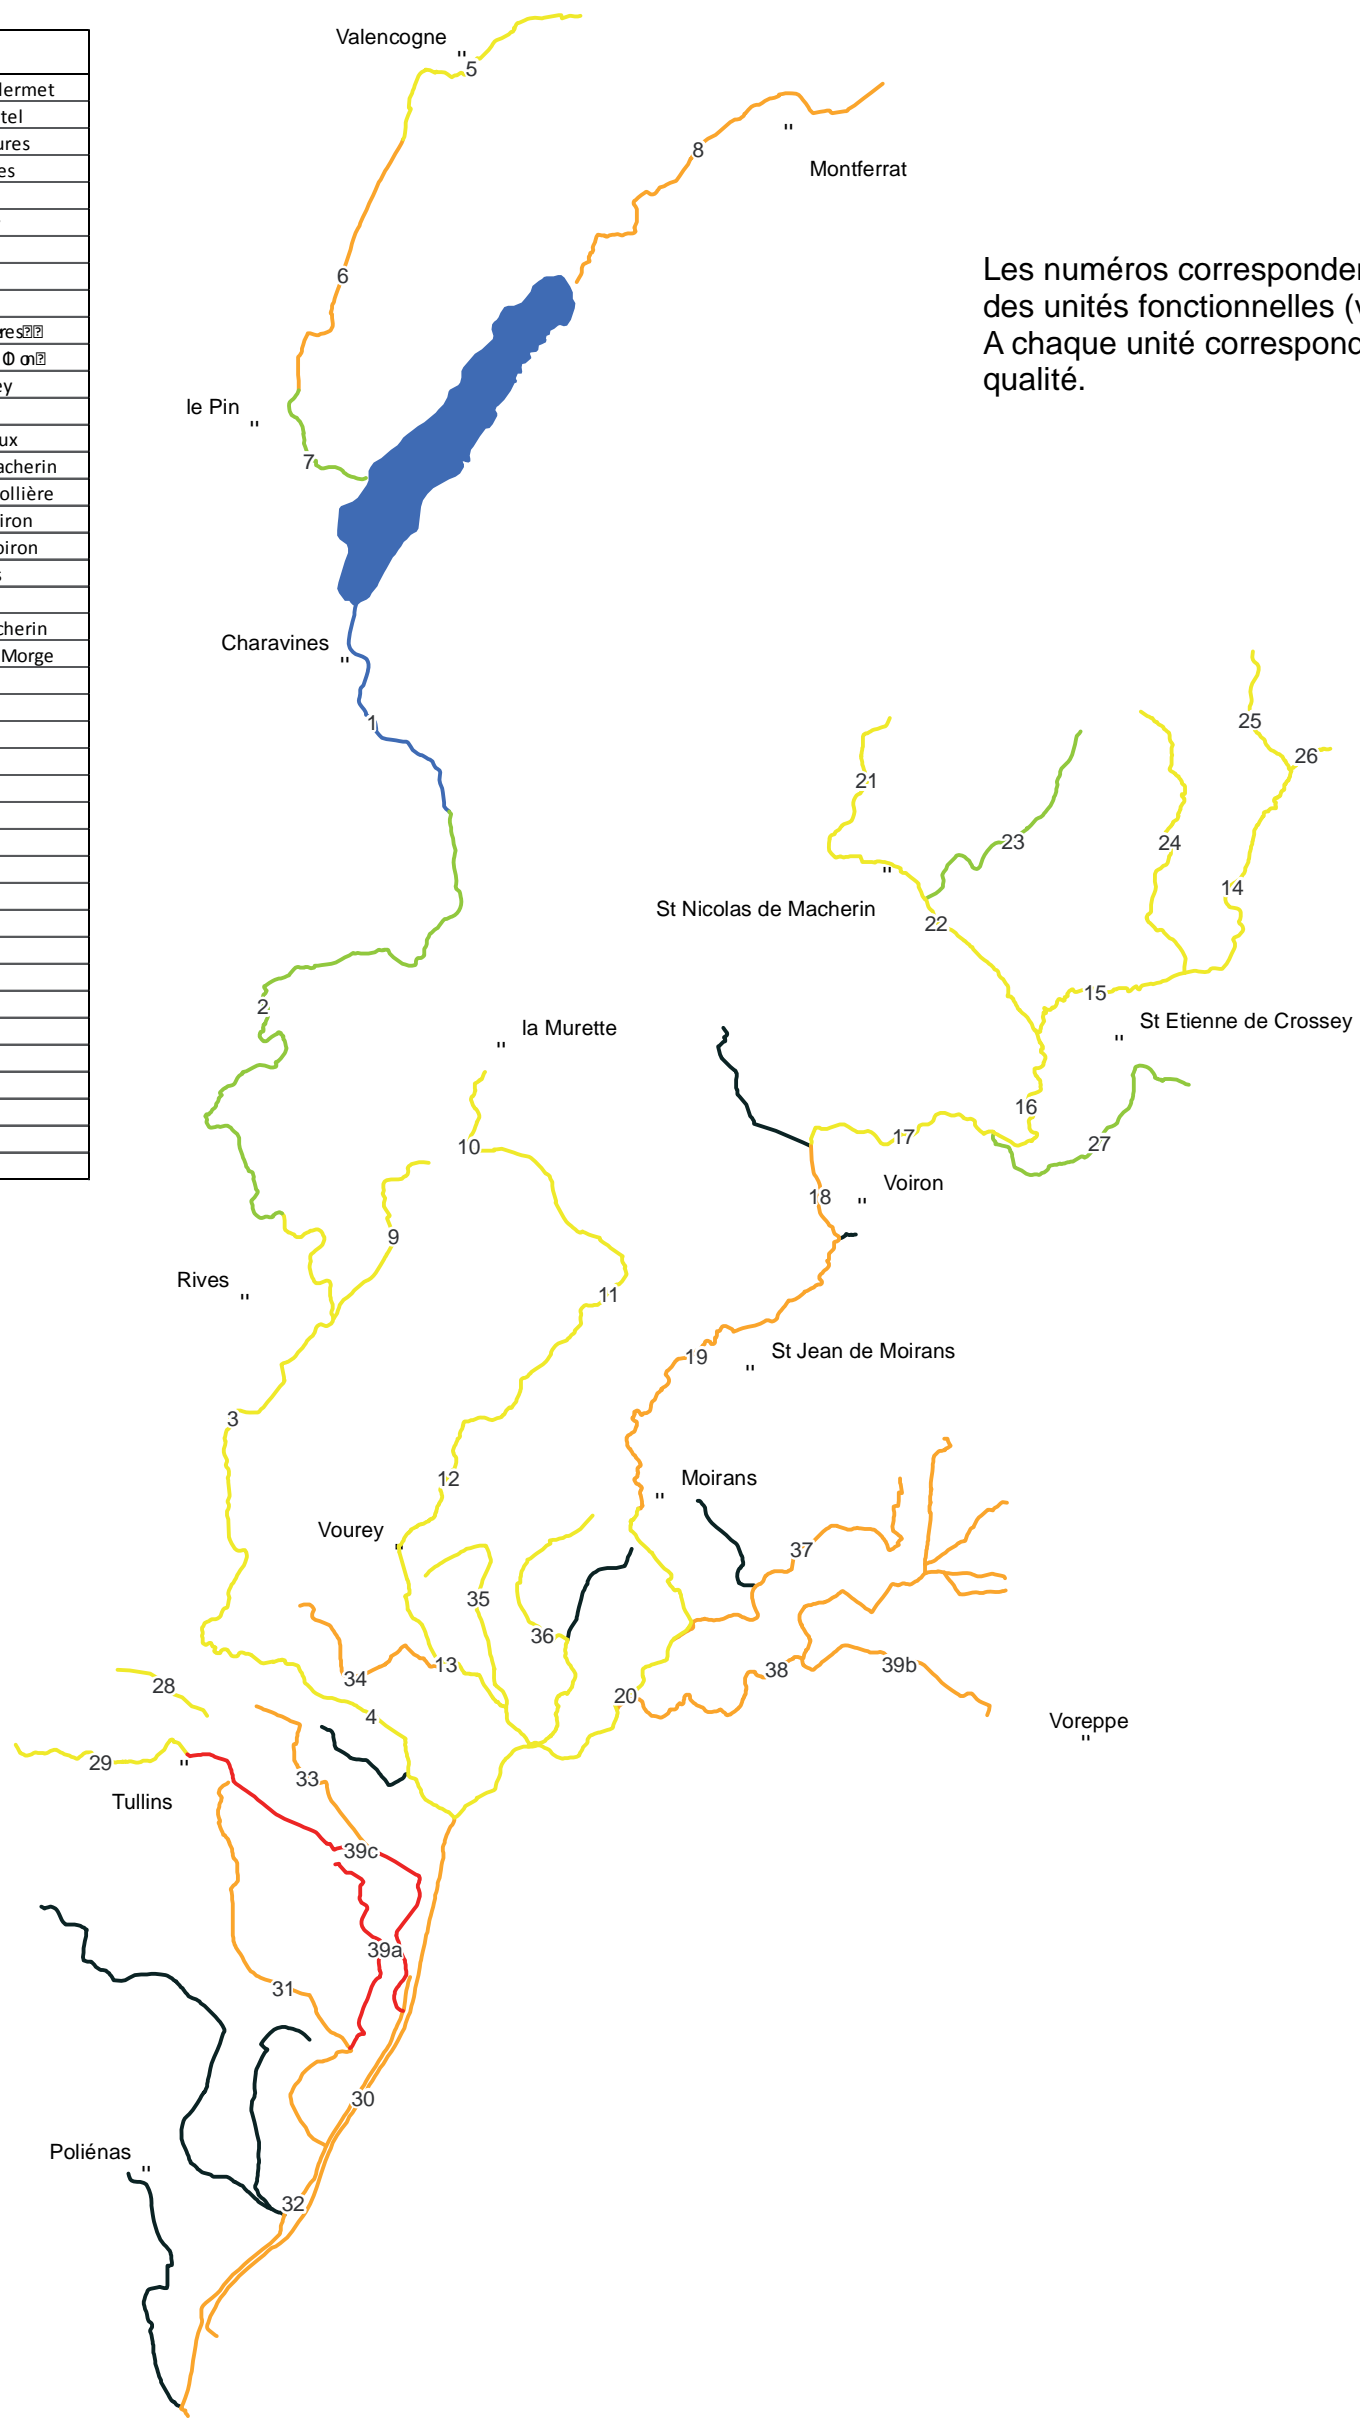 lermet
tel
ures
es
res
on
ey
ux
acherin
ollière
iron
oiron
s
cherin
Morge
Valencogne
5
8
Montferrat
6
Les numéros corresponden
des unités fonctionnelles (v
A chaque unité correspond
qualité.
le Pin
7
Charavines
1
25
26
21
23
24
14
St Nicolas de Macherin
22
15
2
la Murette
St Etienne de Crossey
16
10
17
27
Voiron
18
9
Rives
11
19
St Jean de Moirans
3
12
Moirans
Vourey
37
35
36
13
34
38
39b
28
20
4
Voreppe
29
33
Tullins
39c
39a
31
30
Poliénas
32